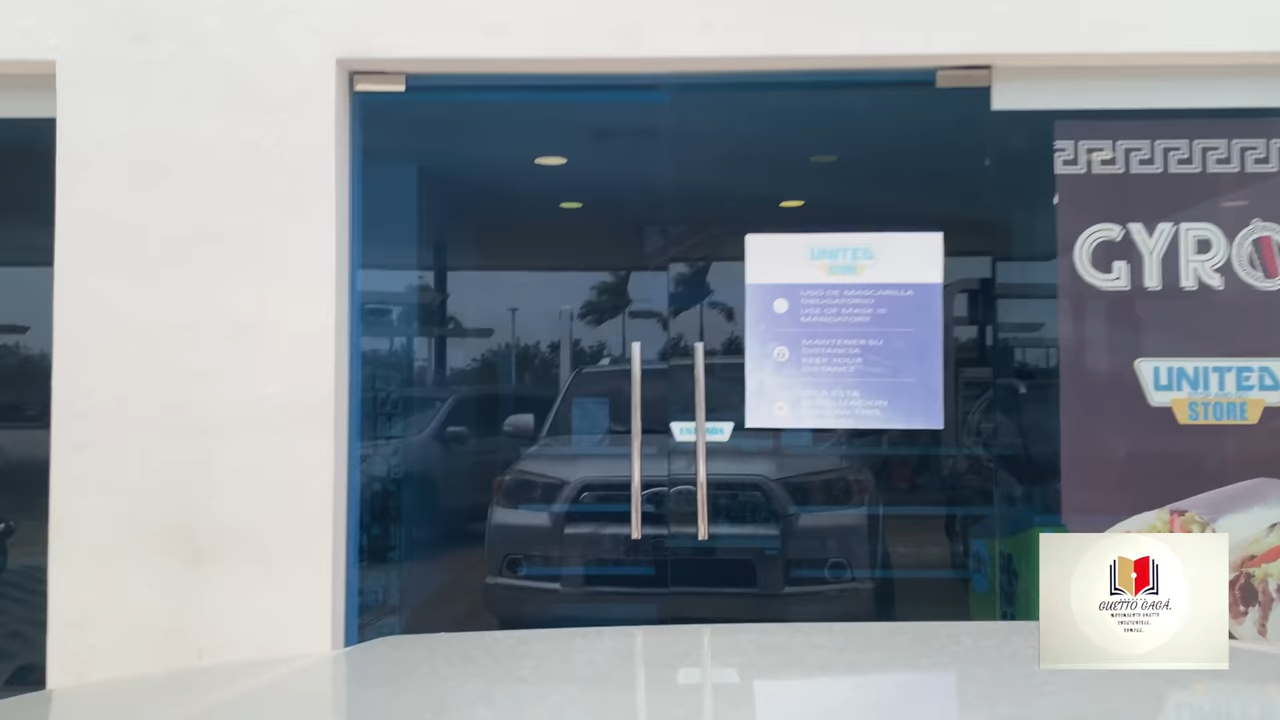 UNITED
STORE
USO DE MASCARILLA
OBLIGATORIO
USE OF MASK IS
MANDATORY
MANTENER SU
DISTANCIA
KEEP YOUR
DISTANCE
ENTRADA
GYRO
UNITED
STORE
GUETTO GAGÁ.